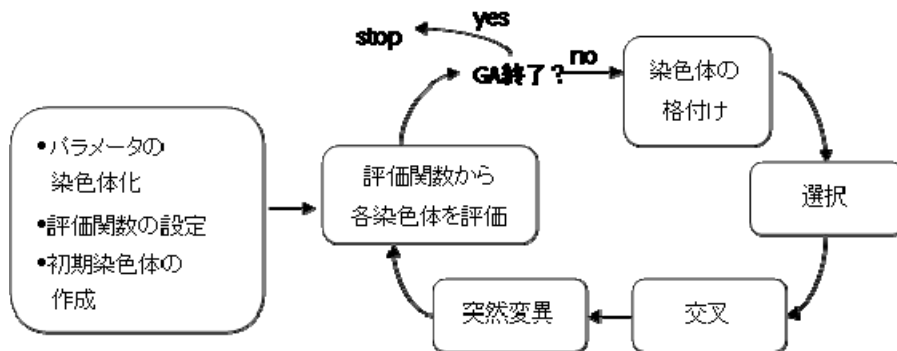 yes
stop
GA終了？
no
染色体の
格付け
•パラメータの
染色体化
•評価関数の設定
•初期染色体の
作成
評価関数から
各染色体を評価
選択
突然変異
交叉